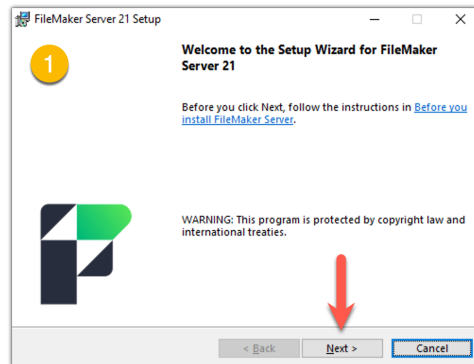 FileMaker Server 21 Setup
1
Welcome to the Setup Wizard for FileMaker
Server 21
Before you click Next, follow the instructions in Before you
install FileMaker Server.
WARNING: This program is protected by copyright law and
international treaties.
< Back
Next >
Cancel